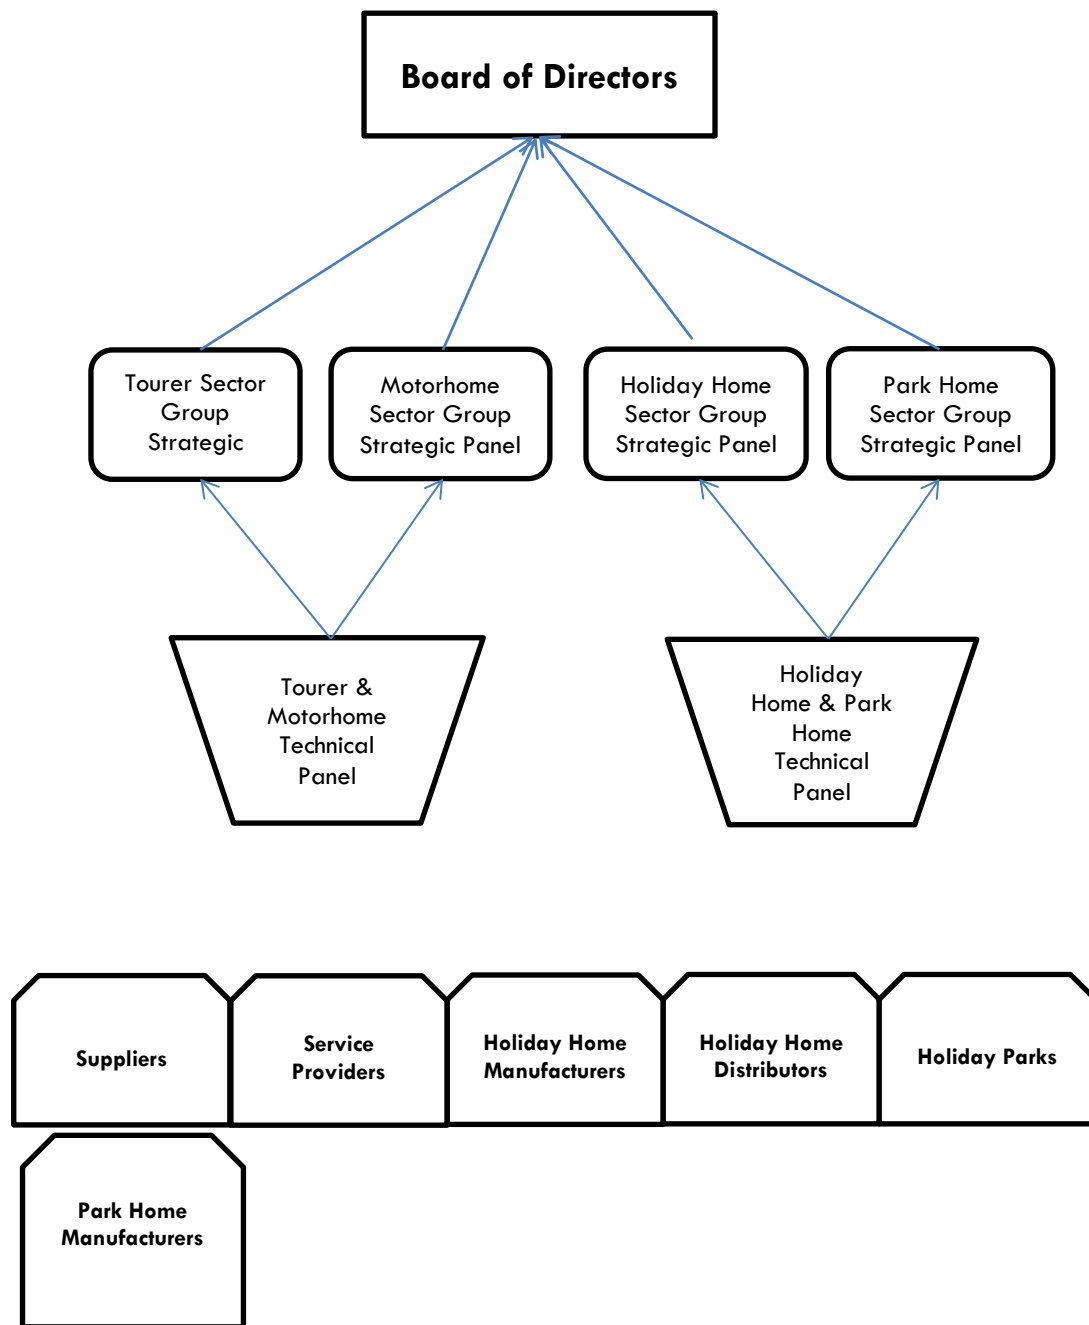 Board of Directors
Tourer Sector
Group
Strategic
Motorhome
Sector Group
Strategic Panel
Holiday Home
Sector Group
Strategic Panel
Park Home
Sector Group
Strategic Panel
Tourer &
Motorhome
Technical
Panel
Holiday
Home & Park
Home
Technical
Panel
Suppliers
Service
Providers
Holiday Home
Manufacturers
Holiday Home
Distributors
Holiday Parks
Park Home
Manufacturers